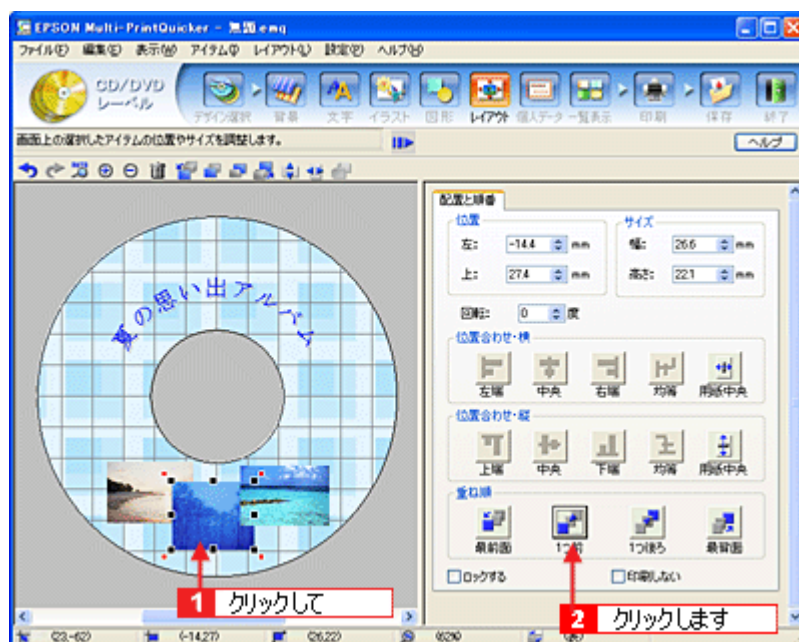 EPSON Multi-PrintQuicker - 無題.emq
ファイル(F) 編集(E) 表示(W) アイテム(I) レイアウト(L) 設定(P) ヘルプ(H)
CD/DVD
レーベル
デザイン選択 背景 文字 イラスト 図形 レイアウト 個人データ 一覧表示 印刷 保存 終了
画面上の選択したアイテムの位置やサイズを調整します。
ヘルプ
夏の思い出アルバム
配置と順番
位置
サイズ
左: -14.4 mm
幅: 26.6 mm
上: 27.4 mm
高さ: 22.1 mm
回転: 0 度
位置合わせ・横
左端 中央 右端 均等 用紙中央
位置合わせ・縦
上端 中央 下端 均等 用紙中央
重ね順
最前面 1つ前 1つ後ろ 最背面
ロックする
印刷しない
1 クリックして
2 クリックします
(23,-62) (-14,27) (26,22)